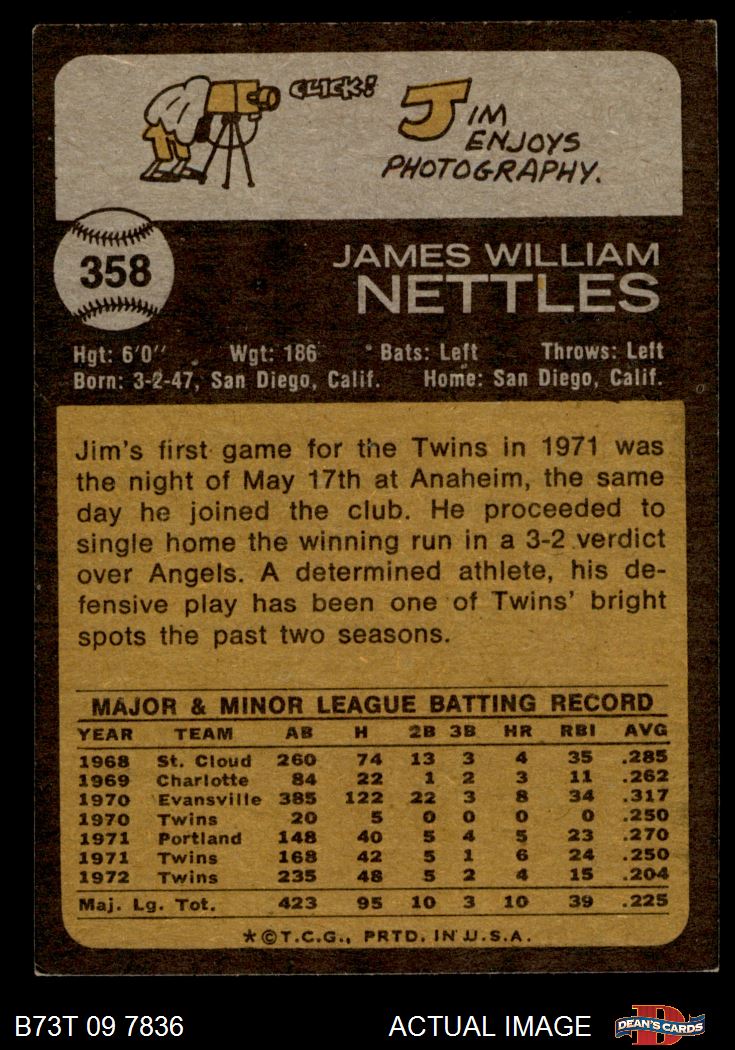 CLICK!
JIM
ENJOYS
PHOTOGRAPHY.
358
JAMES WILLIAM
NETTLES
Hgt: 6'0" Wgt: 186 Bats: Left Throws: Left
Born: 3-2-47, San Diego, Calif. Home: San Diego, Calif.
Jim's first game for the Twins in 1971 was
the night of May 17th at Anaheim, the same
day he joined the club. He proceeded to
single home the winning run in a 3-2 verdict
over Angels. A determined athlete, his de-
fensive play has been one of Twins' bright
spots the past two seasons.
MAJOR & MINOR LEAGUE BATTING RECORD
YEAR TEAM AB H 2B 3B HR RBI AVG
1968 St. Cloud 260 74 13 3 4 35 .285
1969 Charlotte 84 22 1 2 3 11 .262
1970 Evansville 385 122 22 3 8 34 .317
1970 Twins 20 5 0 0 0 0 .250
1971 Portland 148 40 5 4 5 23 .270
1971 Twins 168 42 5 1 6 24 .250
1972 Twins 235 48 5 2 4 15 .204
Maj. Lg. Tot. 423 95 10 3 10 39 .225
*©T.C.G., PRTD. IN U.S.A.
B73T 09 7836 ACTUAL IMAGE DEAN'S CARDS